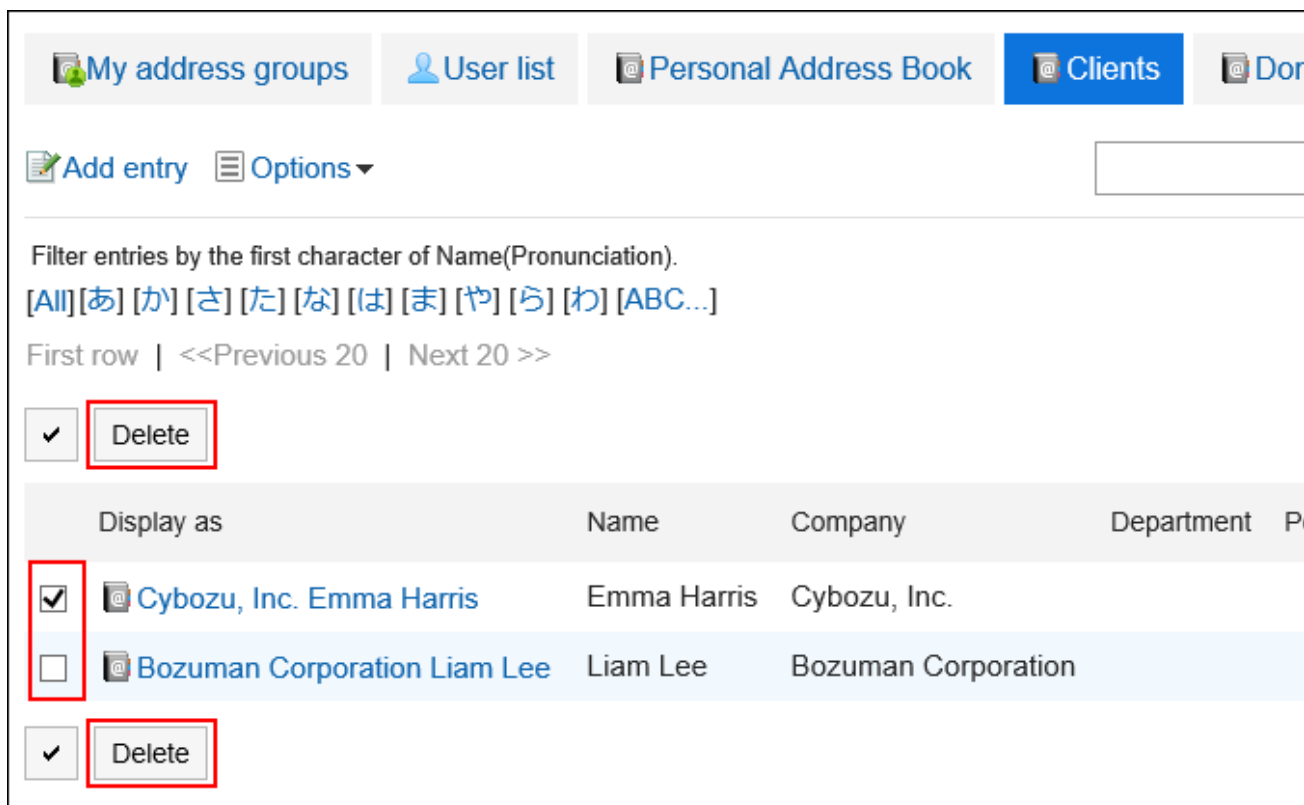 My address groups User list Personal Address Book Clients
Add entry Options
Filter entries by the first character of Name(Pronunciation).
[All] [あ] [か] [さ] [た] [な] [は] [ま] [や] [ら] [わ] [ABC...]
First row | <<Previous 20 | Next 20 >>
Delete
Display as Name Company Department
Cybozu, Inc. Emma Harris Emma Harris Cybozu, Inc.
Bozuman Corporation Liam Lee Liam Lee Bozuman Corporation
Delete